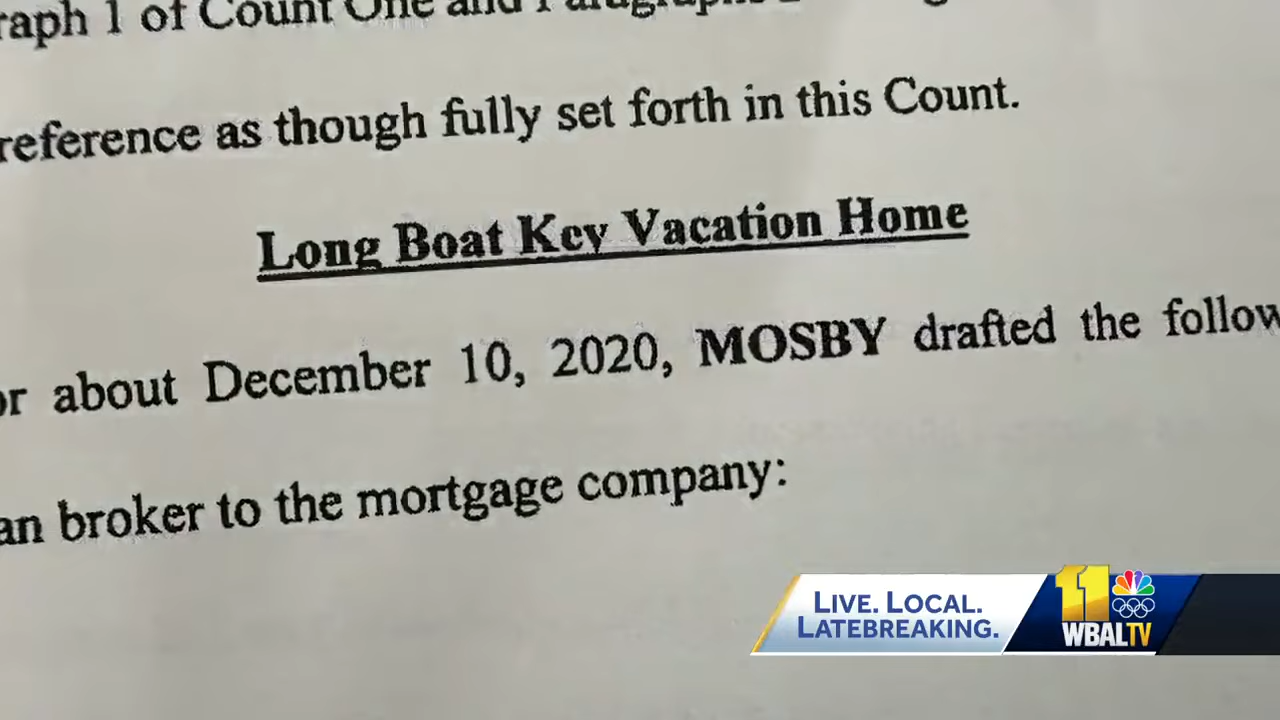 raph 1 of Count One and Paragraphs
reference as though fully set forth in this Count.
Long Boat Key Vacation Home
or about December 10, 2020, MOSBY drafted the follow
an broker to the mortgage company:
LIVE. LOCAL.
LATEBREAKING.
11
WBALTV